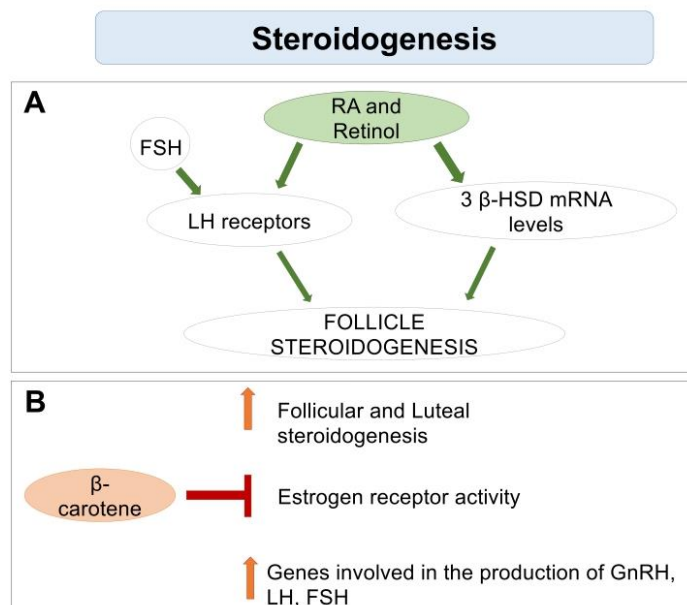 Steroidogenesis
A
RA and
Retinol
FSH
LH receptors
3 β-HSD mRNA
levels
FOLLICLE
STEROIDOGENESIS
B
Follicular and Luteal
steroidogenesis
β-
carotene
Estrogen receptor activity
Genes involved in the production of GnRH,
LH, FSH